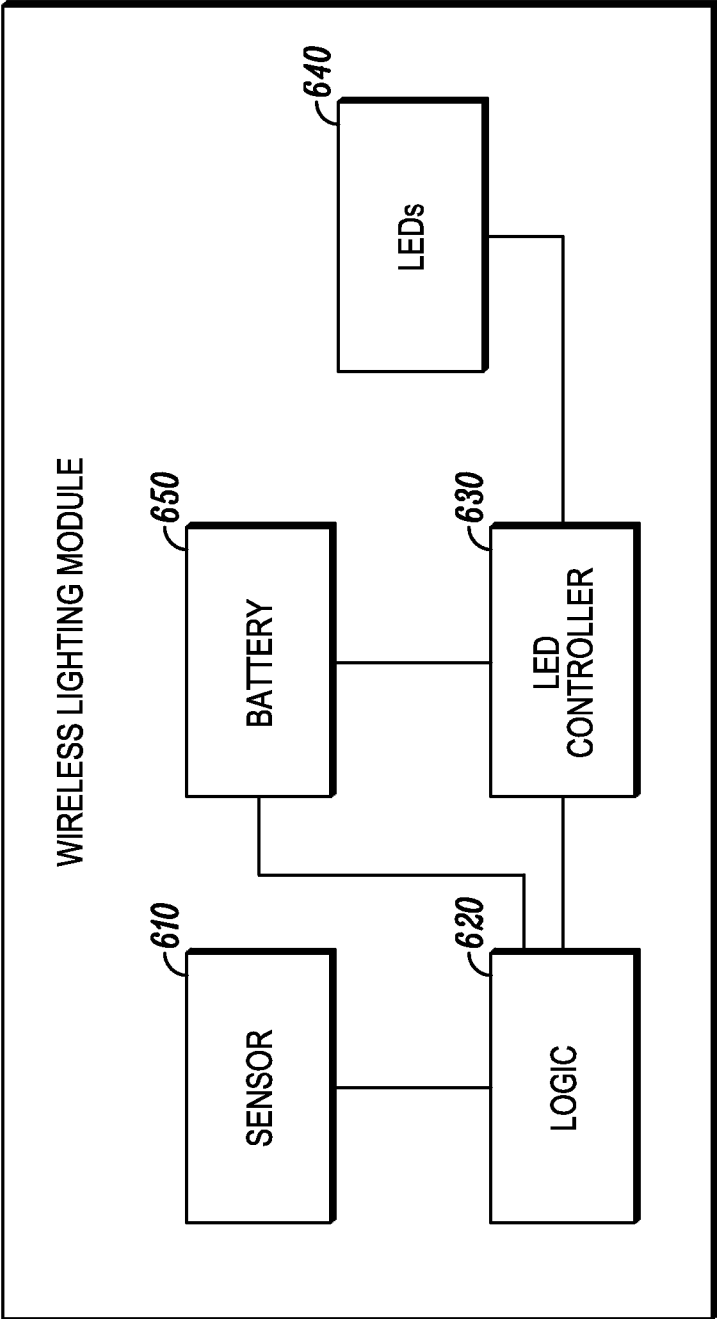 WIRELESS LIGHTING MODULE
610
SENSOR
650
BATTERY
640
LEDs
620
LOGIC
630
LED
CONTROLLER